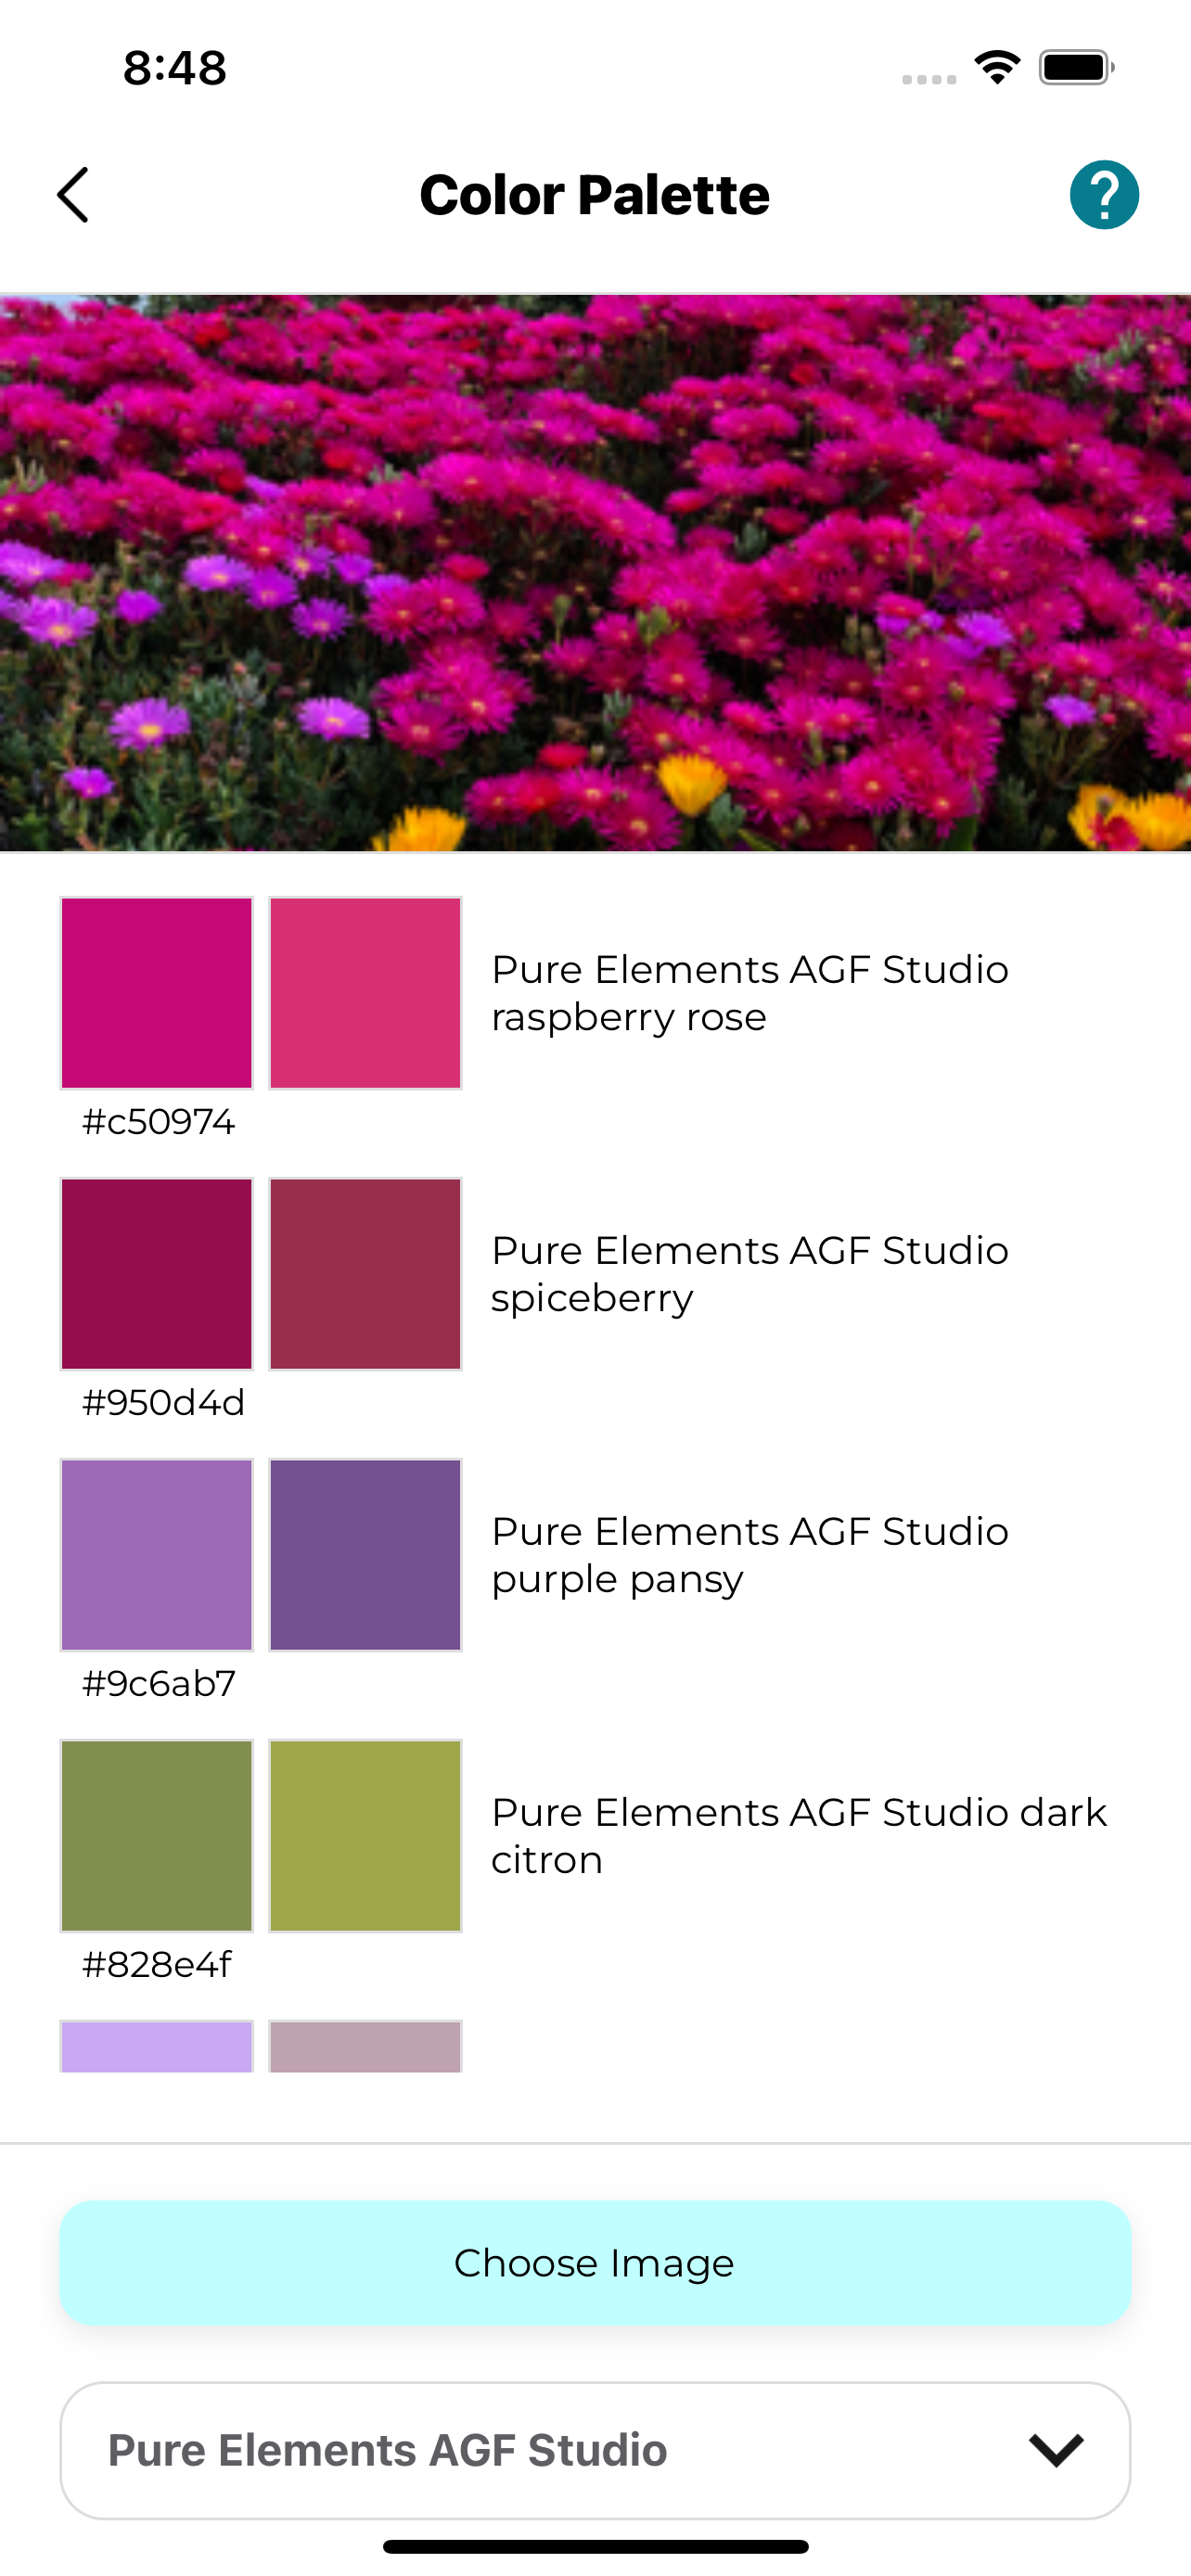 8:48
Color Palette
?
Pure Elements AGF Studio
raspberry rose
#c50974
Pure Elements AGF Studio
spiceberry
#950d4d
Pure Elements AGF Studio
purple pansy
#9c6ab7
Pure Elements AGF Studio dark
citron
#828e4f
Choose Image
Pure Elements AGF Studio